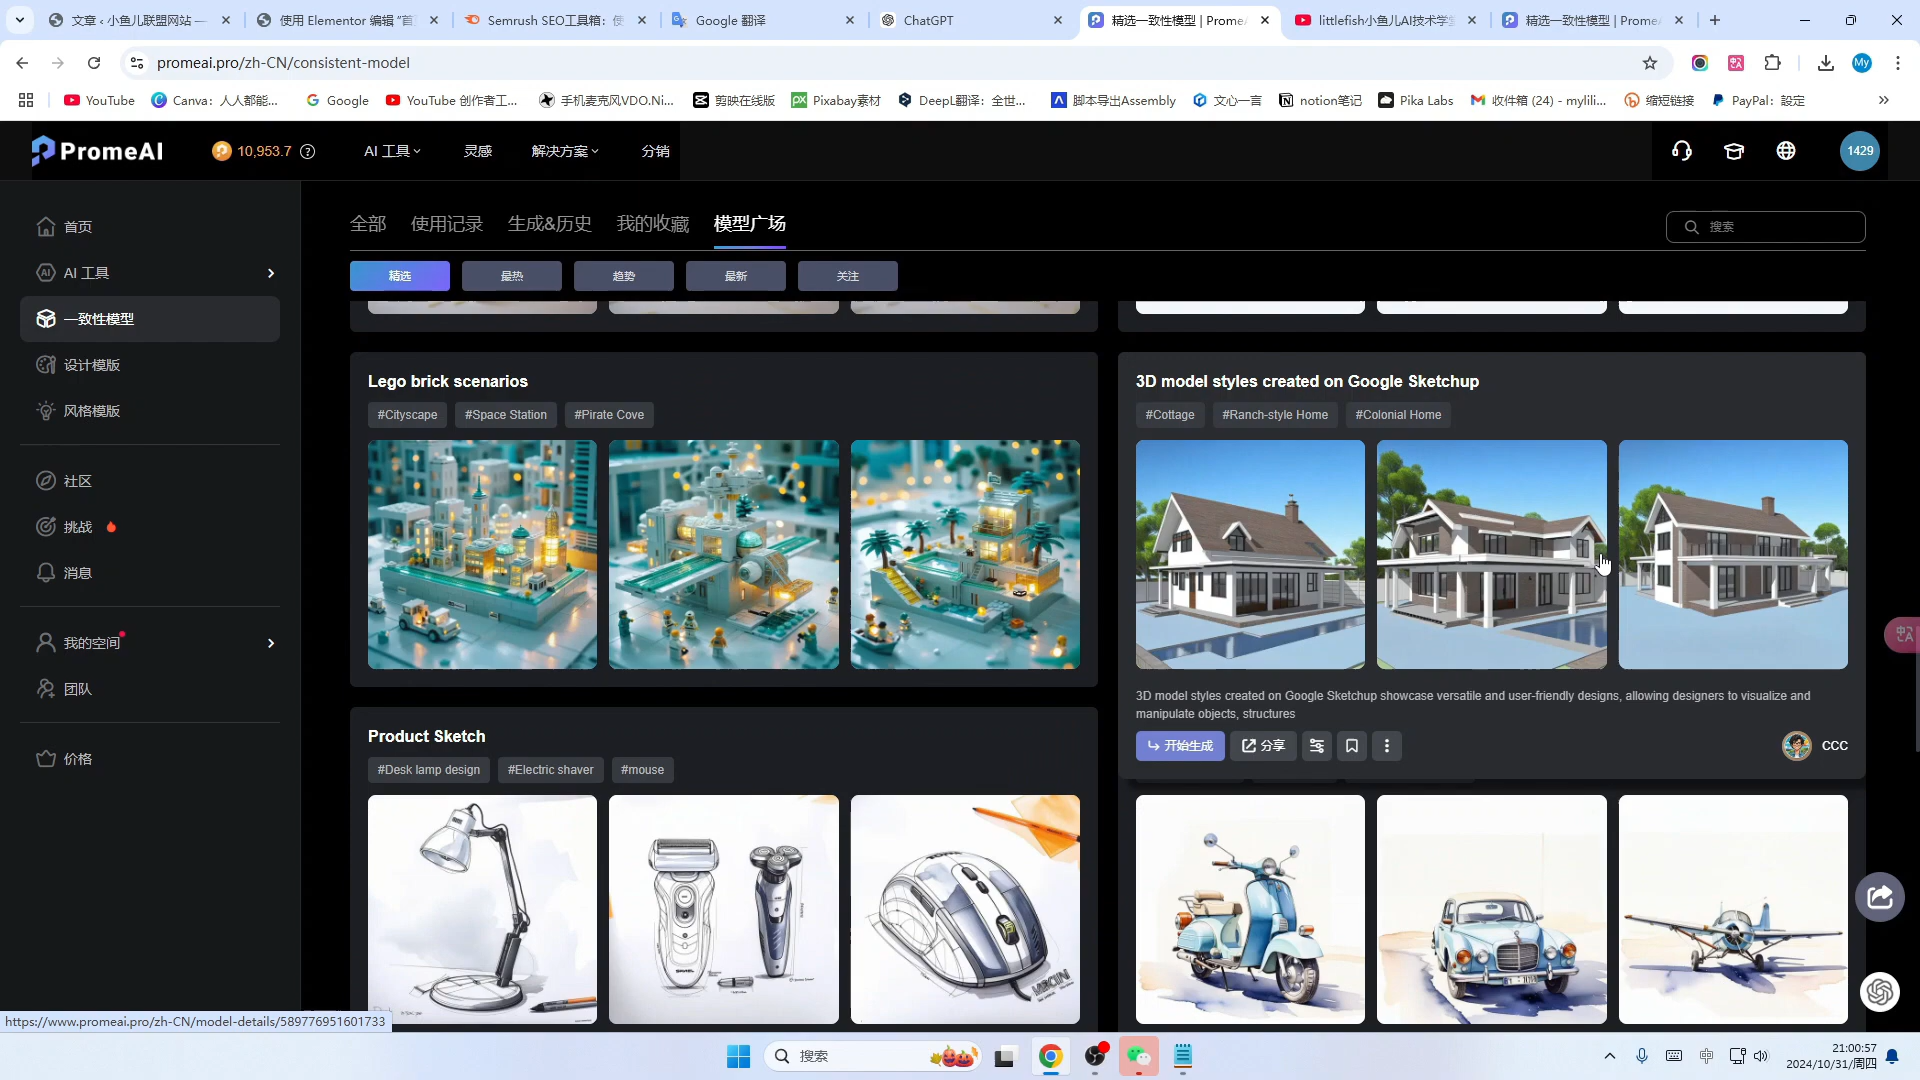 文章 ‹ 小鱼儿联盟网站 —
使用 Elementor 编辑 "首
Semrush SEO工具箱：使
Google 翻译
ChatGPT
精选一致性模型 | PromeA
littlefish小鱼儿AI技术学
精选一致性模型 | PromeA
promeai.pro/zh-CN/consistent-model
My
YouTube
Canva：人人都能...
Google
YouTube 创作者工...
手机麦克风VDO.Ni...
剪映在线版
Pixabay素材
DeepL翻译：全世...
脚本导出Assembly
文心一言
notion笔记
Pika Labs
收件箱 (24) - mylili...
缩短链接
PayPal：設定
PromeAI
10,953.7
AI 工具
灵感
解决方案
分销
1429
首页
AI 工具
一致性模型
设计模版
风格模版
社区
挑战
消息
我的空间
团队
价格
全部
使用记录
生成&历史
我的收藏
模型广场
搜索
精选
最热
趋势
最新
关注
Lego brick scenarios
#Cityscape
#Space Station
#Pirate Cove
3D model styles created on Google Sketchup
#Cottage
#Ranch-style Home
#Colonial Home
3D model styles created on Google Sketchup showcase versatile and user-friendly designs, allowing designers to visualize and
manipulate objects, structures
开始生成
分享
CCC
Product Sketch
#Desk lamp design
#Electric shaver
#mouse
https://www.promeai.pro/zh-CN/model-details/589776951601733
搜索
中
21:00:57
2024/10/31/周四